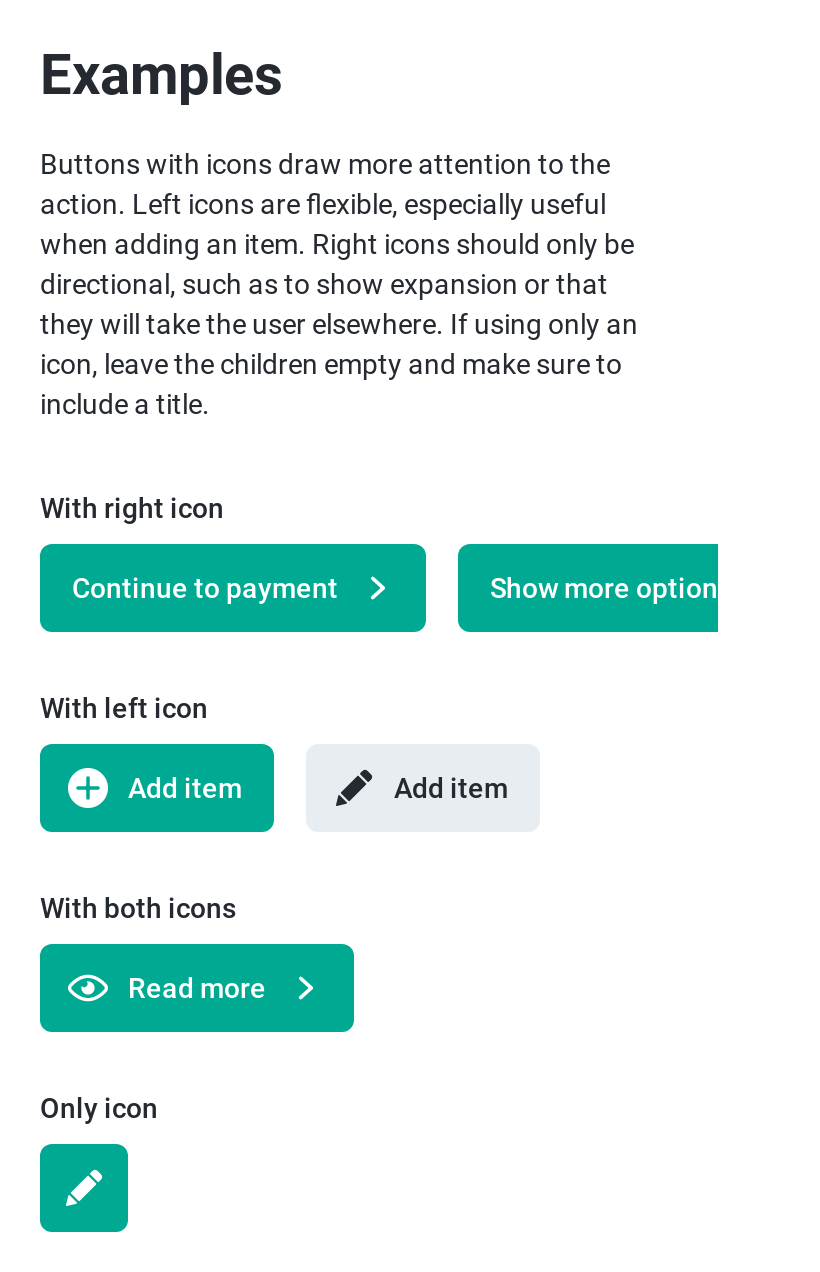 Examples
Buttons with icons draw more attention to the
action. Left icons are flexible, especially useful
when adding an item. Right icons should only be
directional, such as to show expansion or that
they will take the user elsewhere. If using only an
icon, leave the children empty and make sure to
include a title.
With right icon
Continue to payment
Show more option
With left icon
Add item
Add item
With both icons
Read more
Only icon